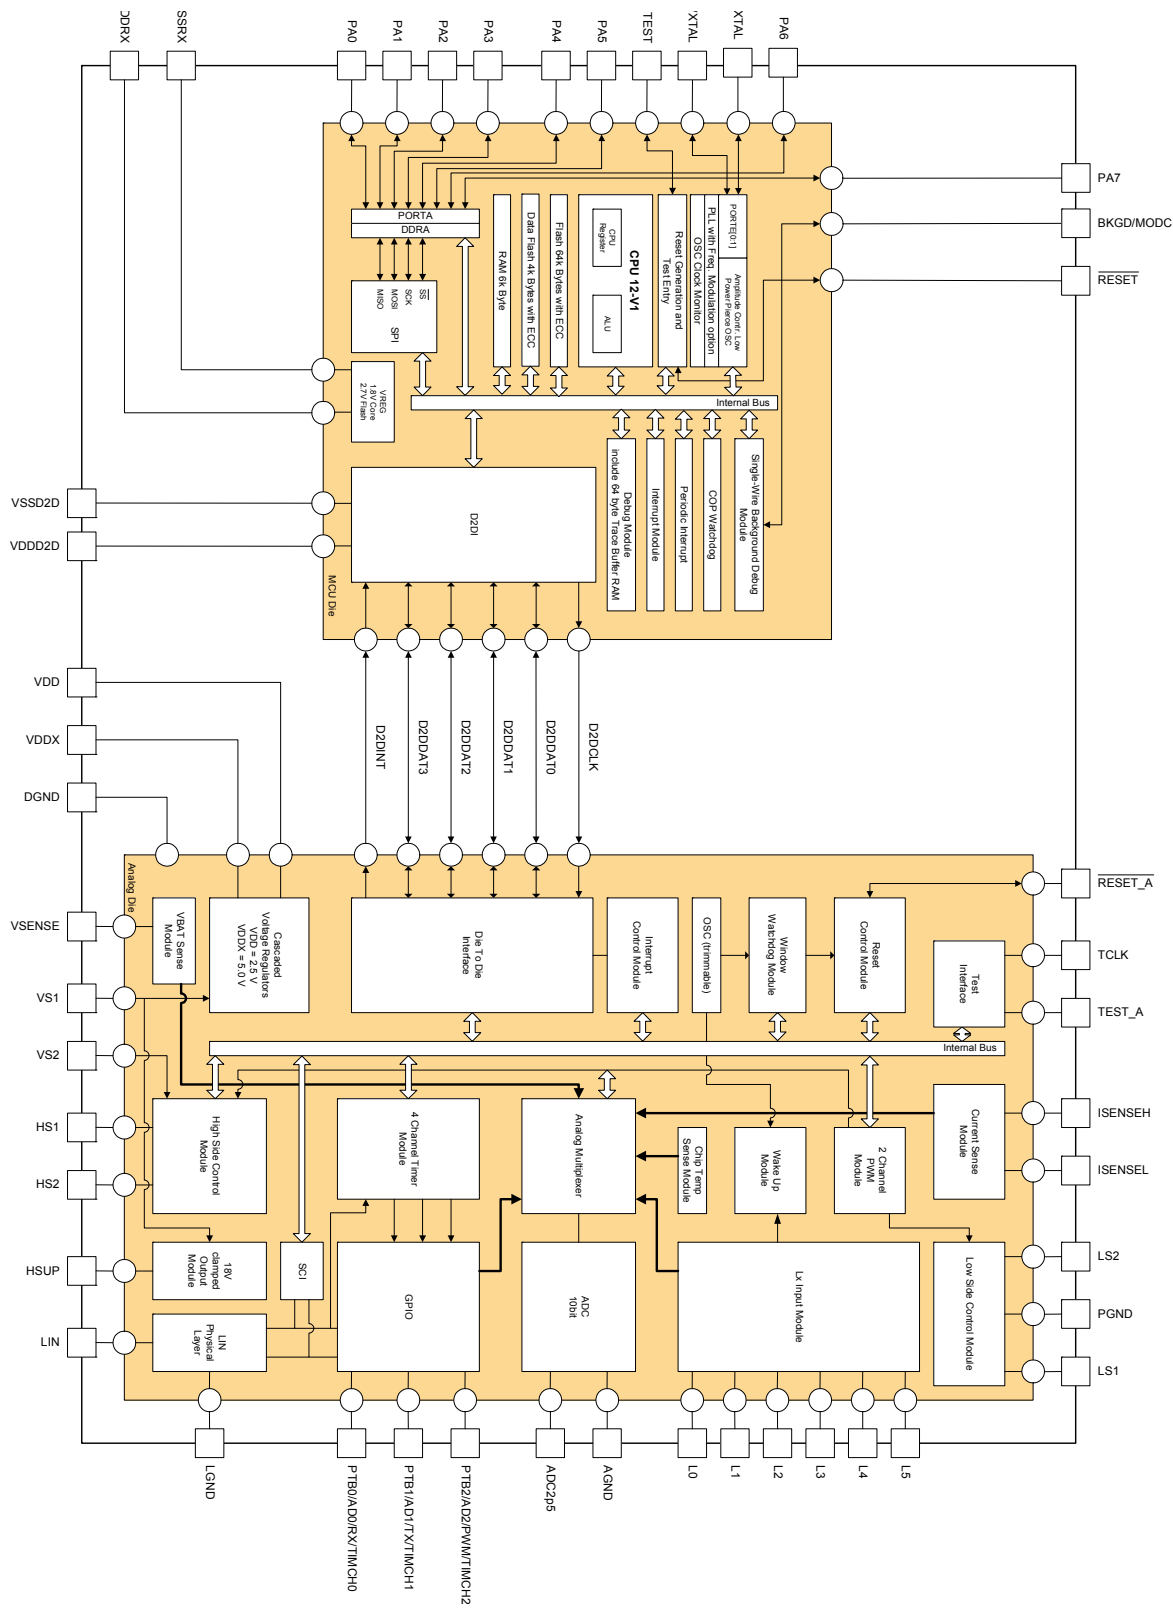 DDRX
SSRX
PA0
PA1
PA2
PA3
PA4
PA5
TEST
XTAL
PA6
PA7
BKGD/MODC
RESET
PORTA
DDRA
MISO
MOSI
SCK
SS
SPI
VREG
1.8V Core
2.7V Flash
RAM 6k Byte
Data Flash 4k Bytes with ECC
Flash 64k Bytes with ECC
CPU
Register
ALU
CPU 12-V1
Reset Generation and
Test Entry
PLL with Freq. Modulation option
OSC Clock Monitor
PORTE[0:1]
Amplitude Contr. Low
Power Pierce OSC
Internal Bus
D2DI
Debug Module
include 64 byte Trace Buffer RAM
Interrupt Module
Periodic Interrupt
COP Watchdog
Single-Wire Background Debug
Module
MCU Die
VSSD2D
VDDD2D
VDD
VDDX
DGND
D2DINT
D2DDAT3
D2DDAT2
D2DDAT1
D2DDAT0
D2DCLK
Analog Die
VSENSE
VS1
VS2
HS1
HS2
HSUP
LIN
VBAT Sense
Module
Cascaded
Voltage Regulators
VDD = 2.5 V
VDDX = 5.0 V
Die To Die
Interface
Interrupt
Control Module
OSC (trimmable)
Window
Watchdog Module
Reset
Control Module
Test
Interface
Internal Bus
RESET_A
TCLK
TEST_A
ISENSEH
ISENSEL
LS2
PGND
LS1
High Side Control
Module
4 Channel Timer
Module
Analog Multiplexer
Chip Temp
Sense Module
Wake Up
Module
2 Channel
PWM
Module
Current Sense
Module
18V
clamped
Output
Module
SCI
GPIO
ADC
10bit
Lx Input Module
Low Side Control Module
LIN
Physical
Layer
LGND
PTB0/AD0/RX/TIMCH0
PTB1/AD1/TX/TIMCH1
PTB2/AD2/PWM/TIMCH2
ADC2p5
AGND
L0
L1
L2
L3
L4
L5